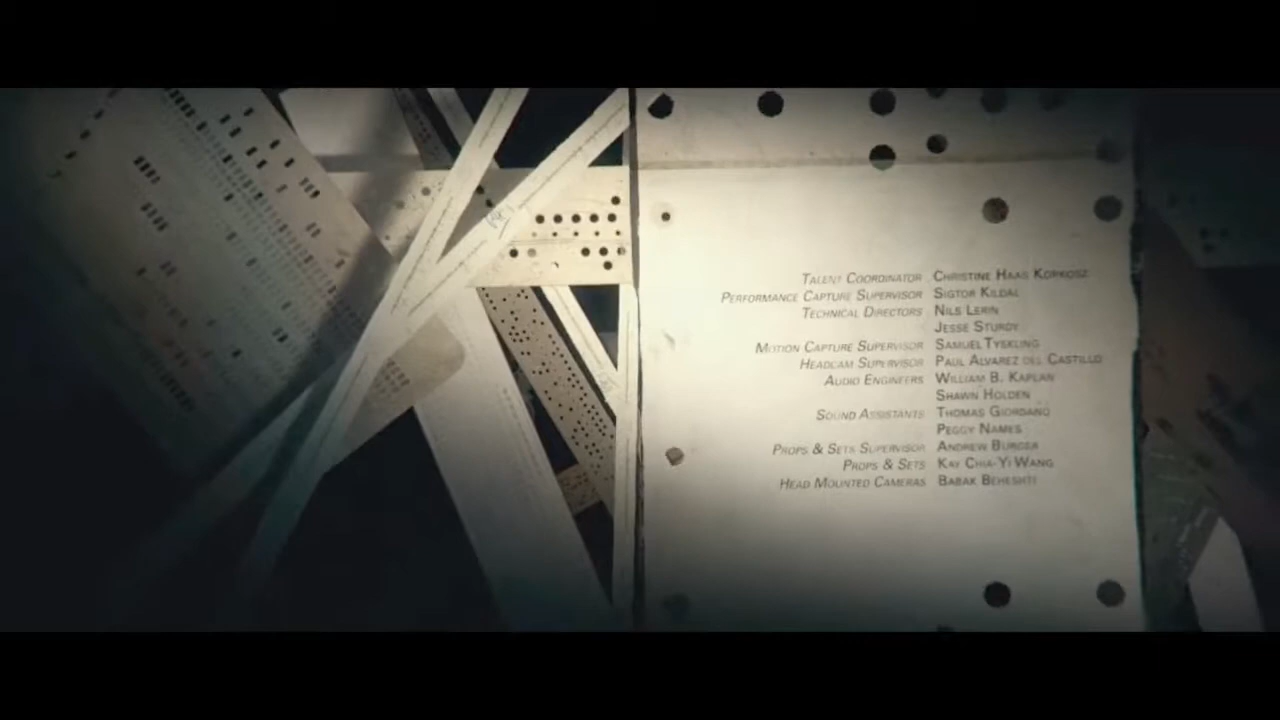 Talent Coordinator Christine Haas Korkosz
Performance Capture Supervisor Sigtor Kildal
Technical Directors Nils Lerin
Jesse Sturdy
Motion Capture Supervisor Samuel Tyskling
Headcam Supervisor Paul Alvarez del Castillo
Audio Engineers William B. Kaplan
Shawn Holden
Sound Assistants Thomas Giordano
Peggy Names
Props & Sets Supervisor Andrew Burger
Props & Sets Kay Chia-Yi Wang
Head Mounted Cameras Babak Beheshti